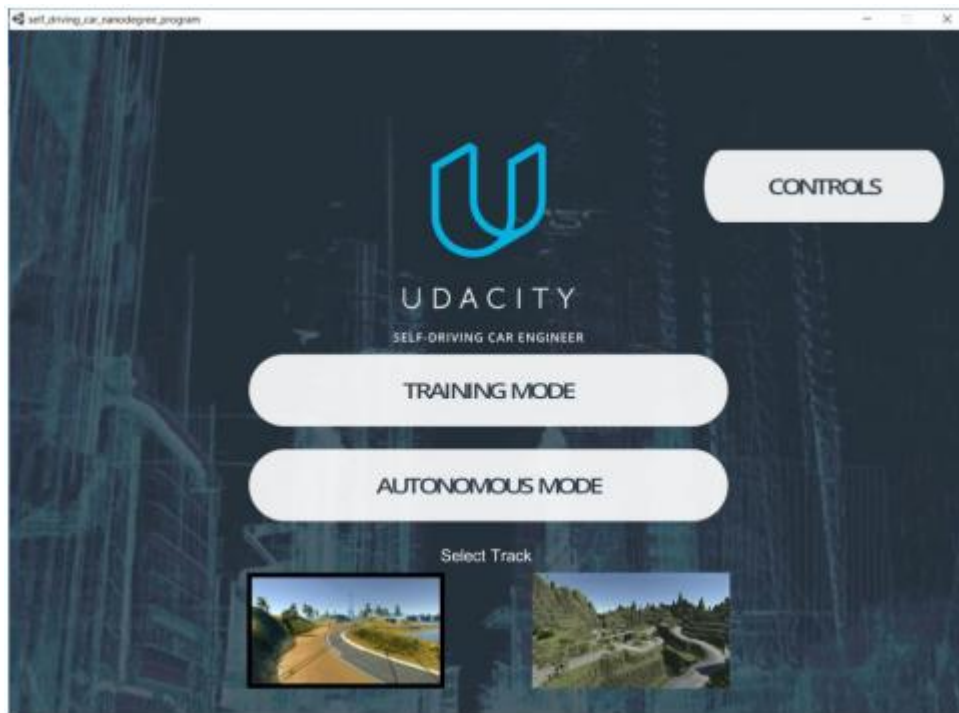 self_driving_car_nanodegree_program
CONTROLS
UDACITY
SELF-DRIVING CAR ENGINEER
TRAINING MODE
AUTONOMOUS MODE
Select Track